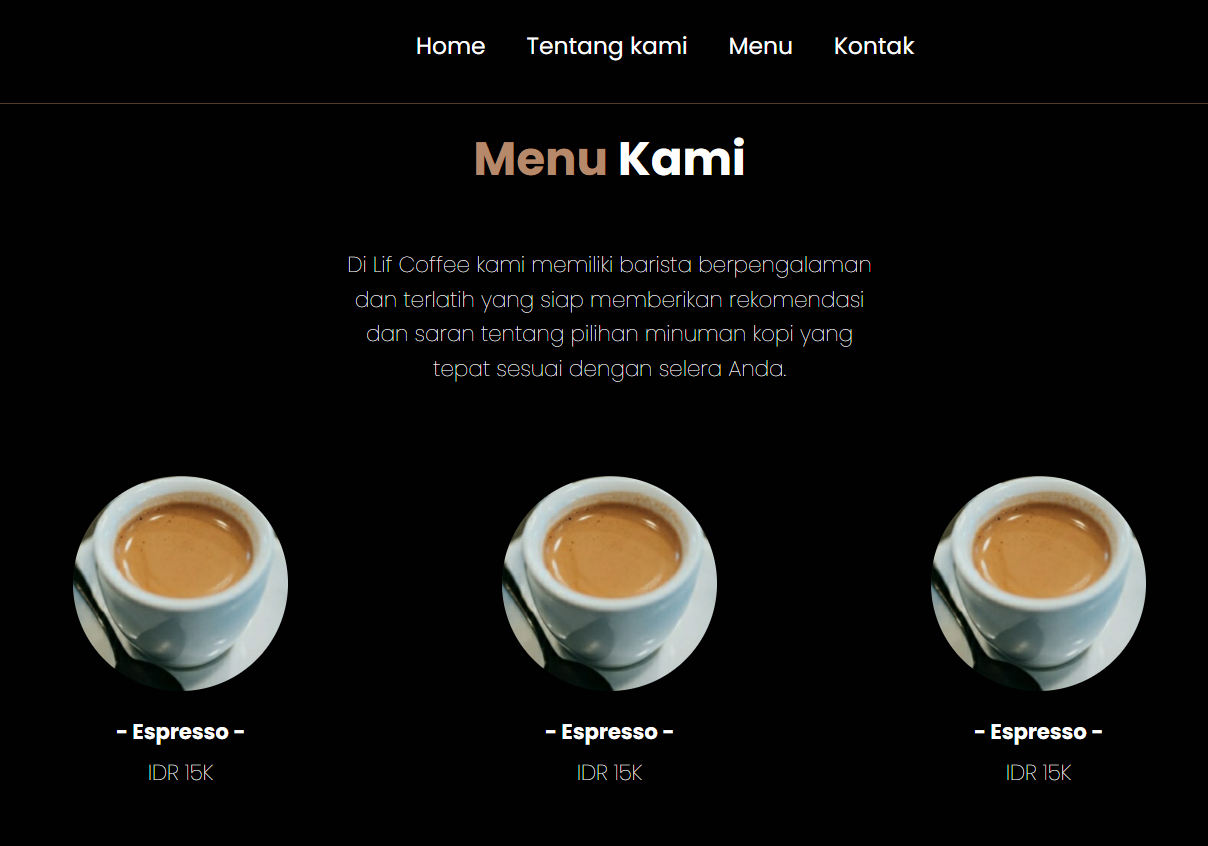 Home Tentang kami Menu Kontak
Menu Kami
Di Lif Coffee kami memiliki barista berpengalaman
dan terlatih yang siap memberikan rekomendasi
dan saran tentang pilihan minuman kopi yang
tepat sesuai dengan selera Anda.
- Espresso - - Espresso - - Espresso -
IDR 15K IDR 15K IDR 15K